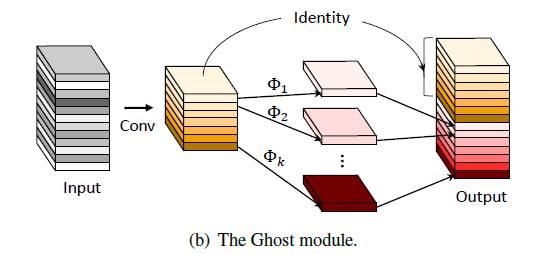 Identity
Φ1
Φ2
Conv
Φk
⋮
Input
Output
(b) The Ghost module.